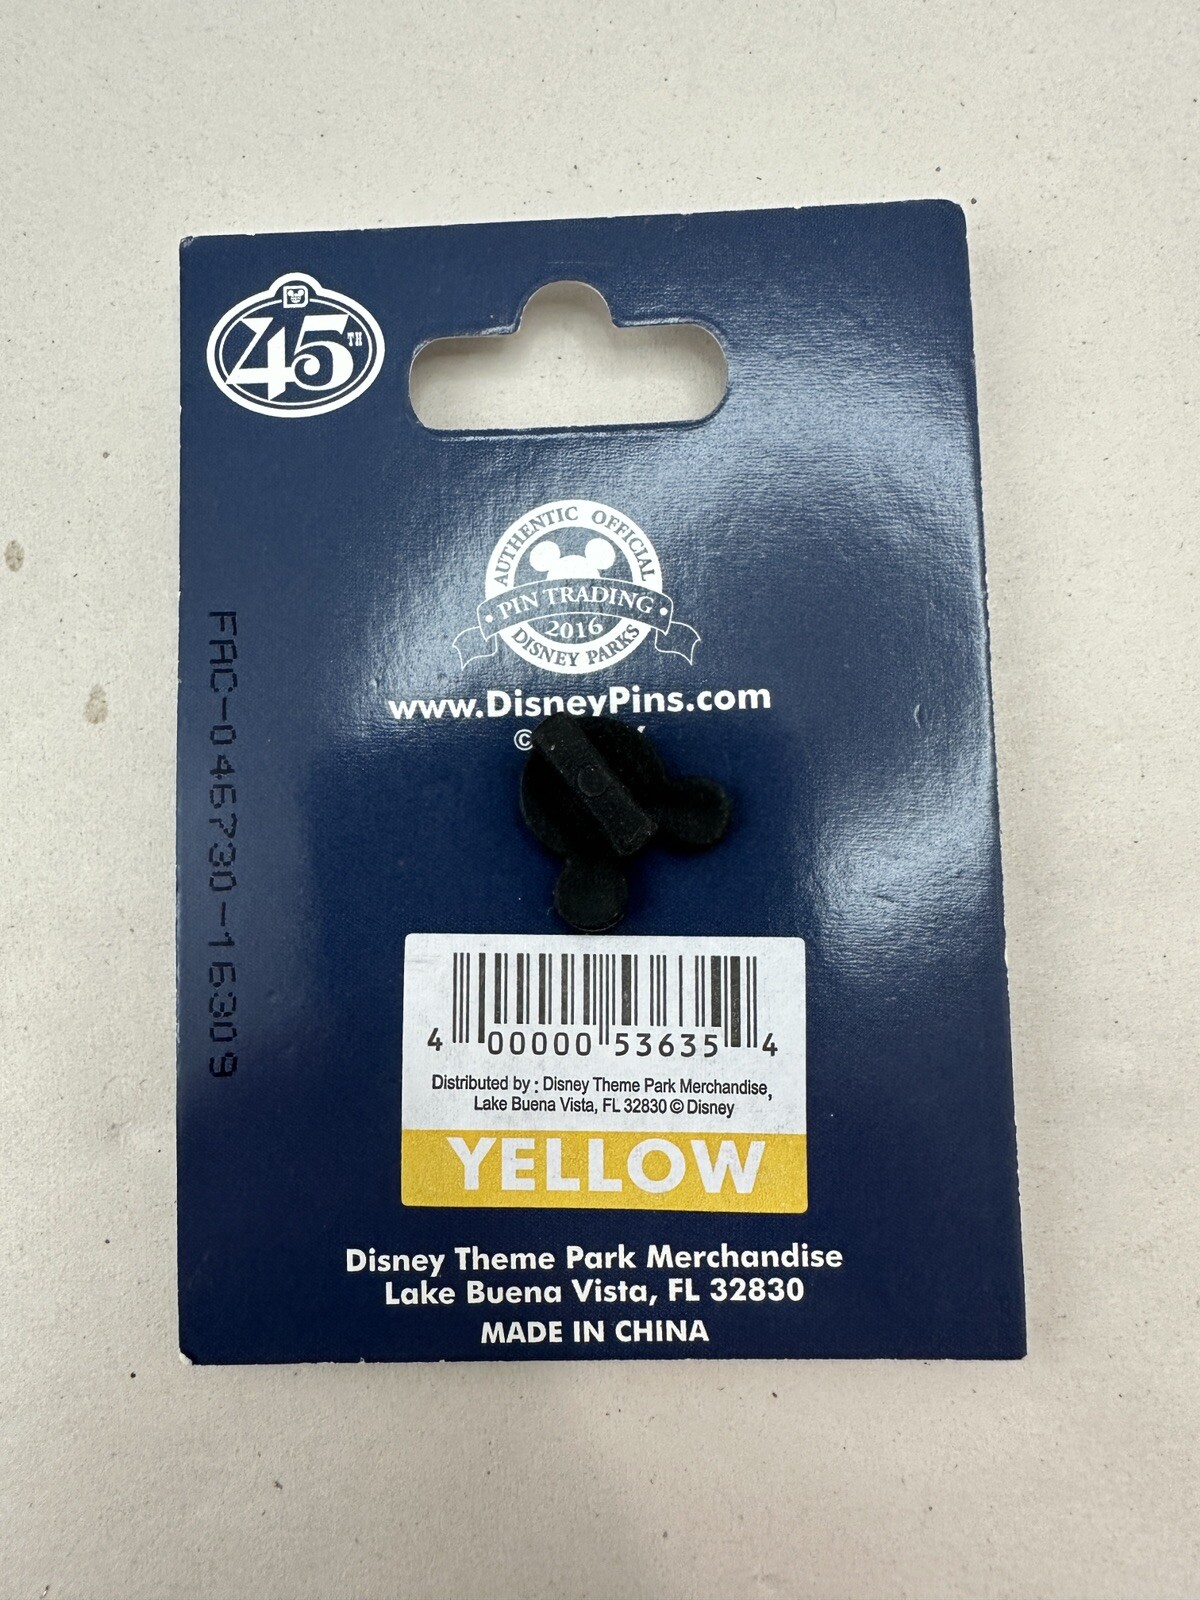 45TH
AUTHENTIC OFFICIAL
PIN TRADING
2016
DISNEY PARKS
www.DisneyPins.com
©
FAC-046730-16309
4 00000 53635 4
Distributed by : Disney Theme Park Merchandise,
Lake Buena Vista, FL 32830 © Disney
YELLOW
Disney Theme Park Merchandise
Lake Buena Vista, FL 32830
MADE IN CHINA